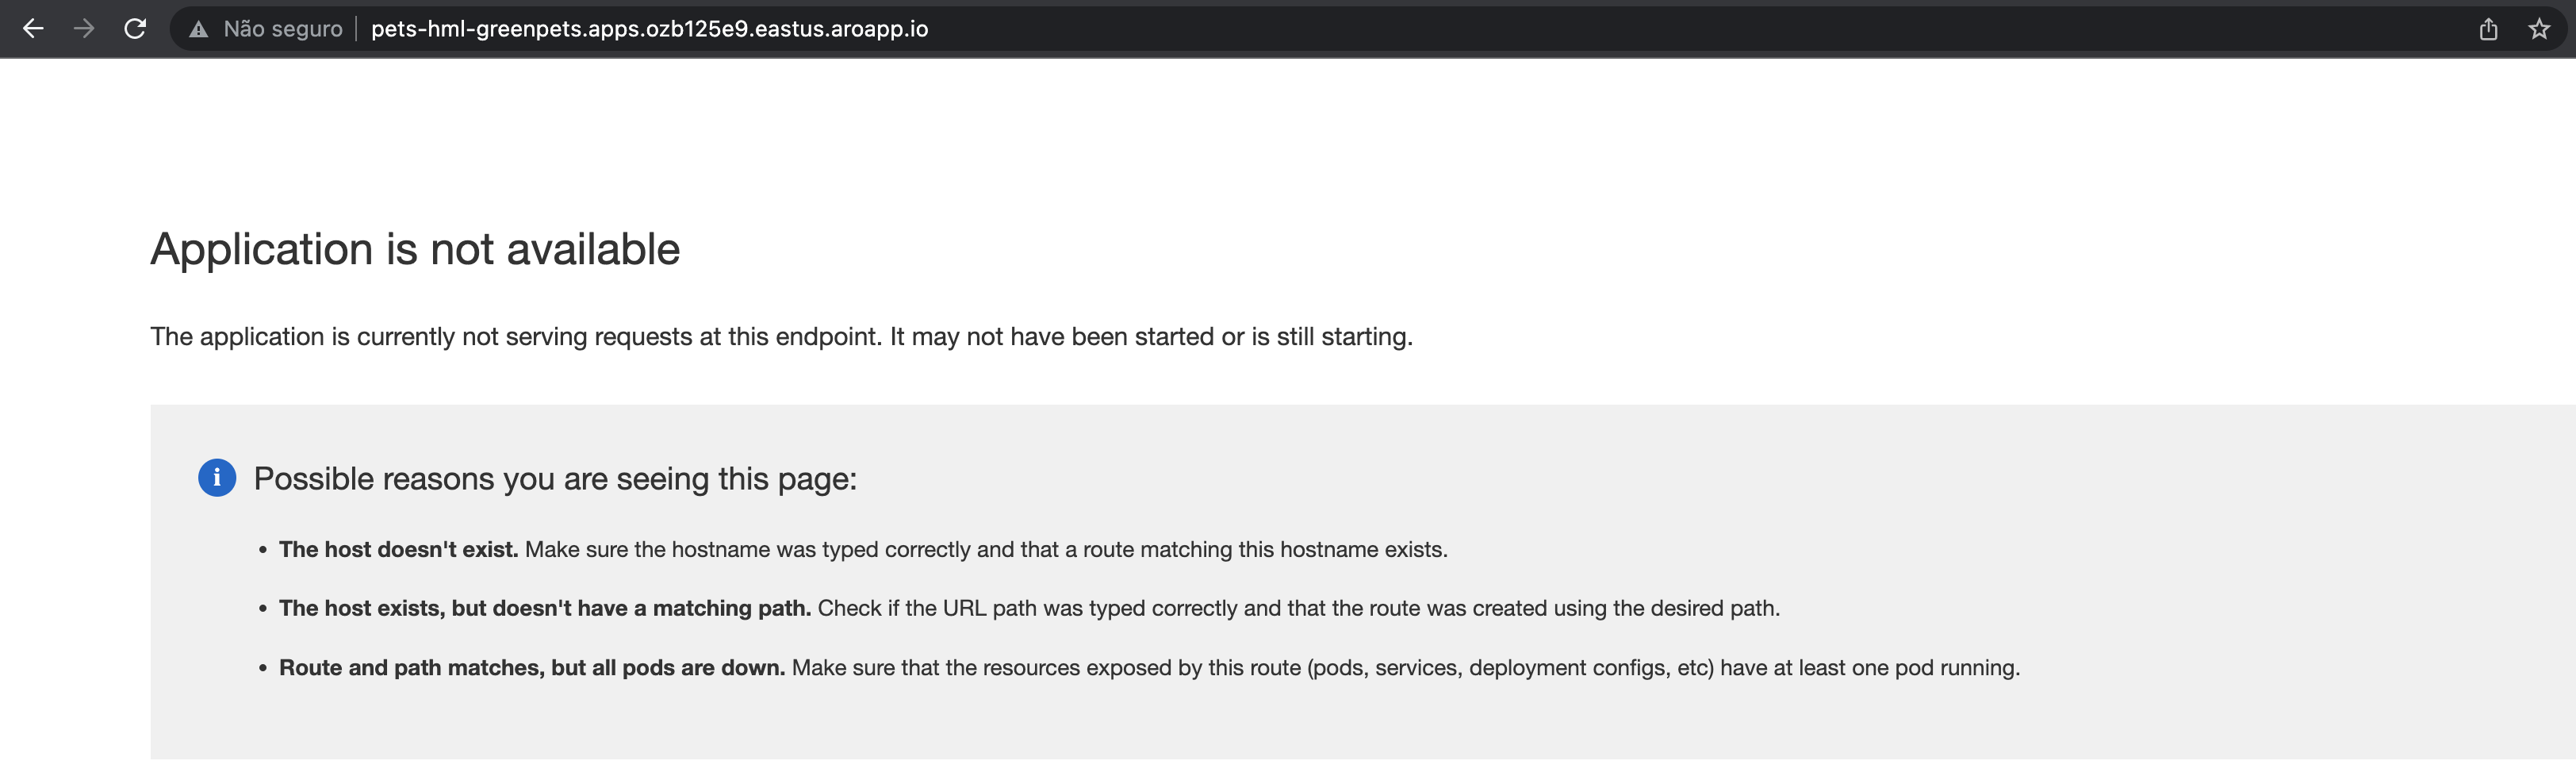 Não seguro pets-hml-greenpets.apps.ozb125e9.eastus.aroapp.io
Application is not available
The application is currently not serving requests at this endpoint. It may not have been started or is still starting.
Possible reasons you are seeing this page:
• The host doesn't exist. Make sure the hostname was typed correctly and that a route matching this hostname exists.
• The host exists, but doesn't have a matching path. Check if the URL path was typed correctly and that the route was created using the desired path.
• Route and path matches, but all pods are down. Make sure that the resources exposed by this route (pods, services, deployment configs, etc) have at least one pod running.